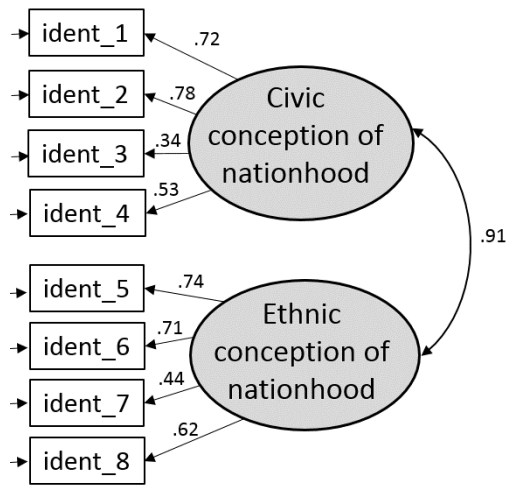 ident_1
.72
ident_2
.78
Civic
conception of
nationhood
ident_3
.34
ident_4
.53
.91
ident_5
.74
ident_6
.71
Ethnic
conception of
nationhood
ident_7
.44
ident_8
.62